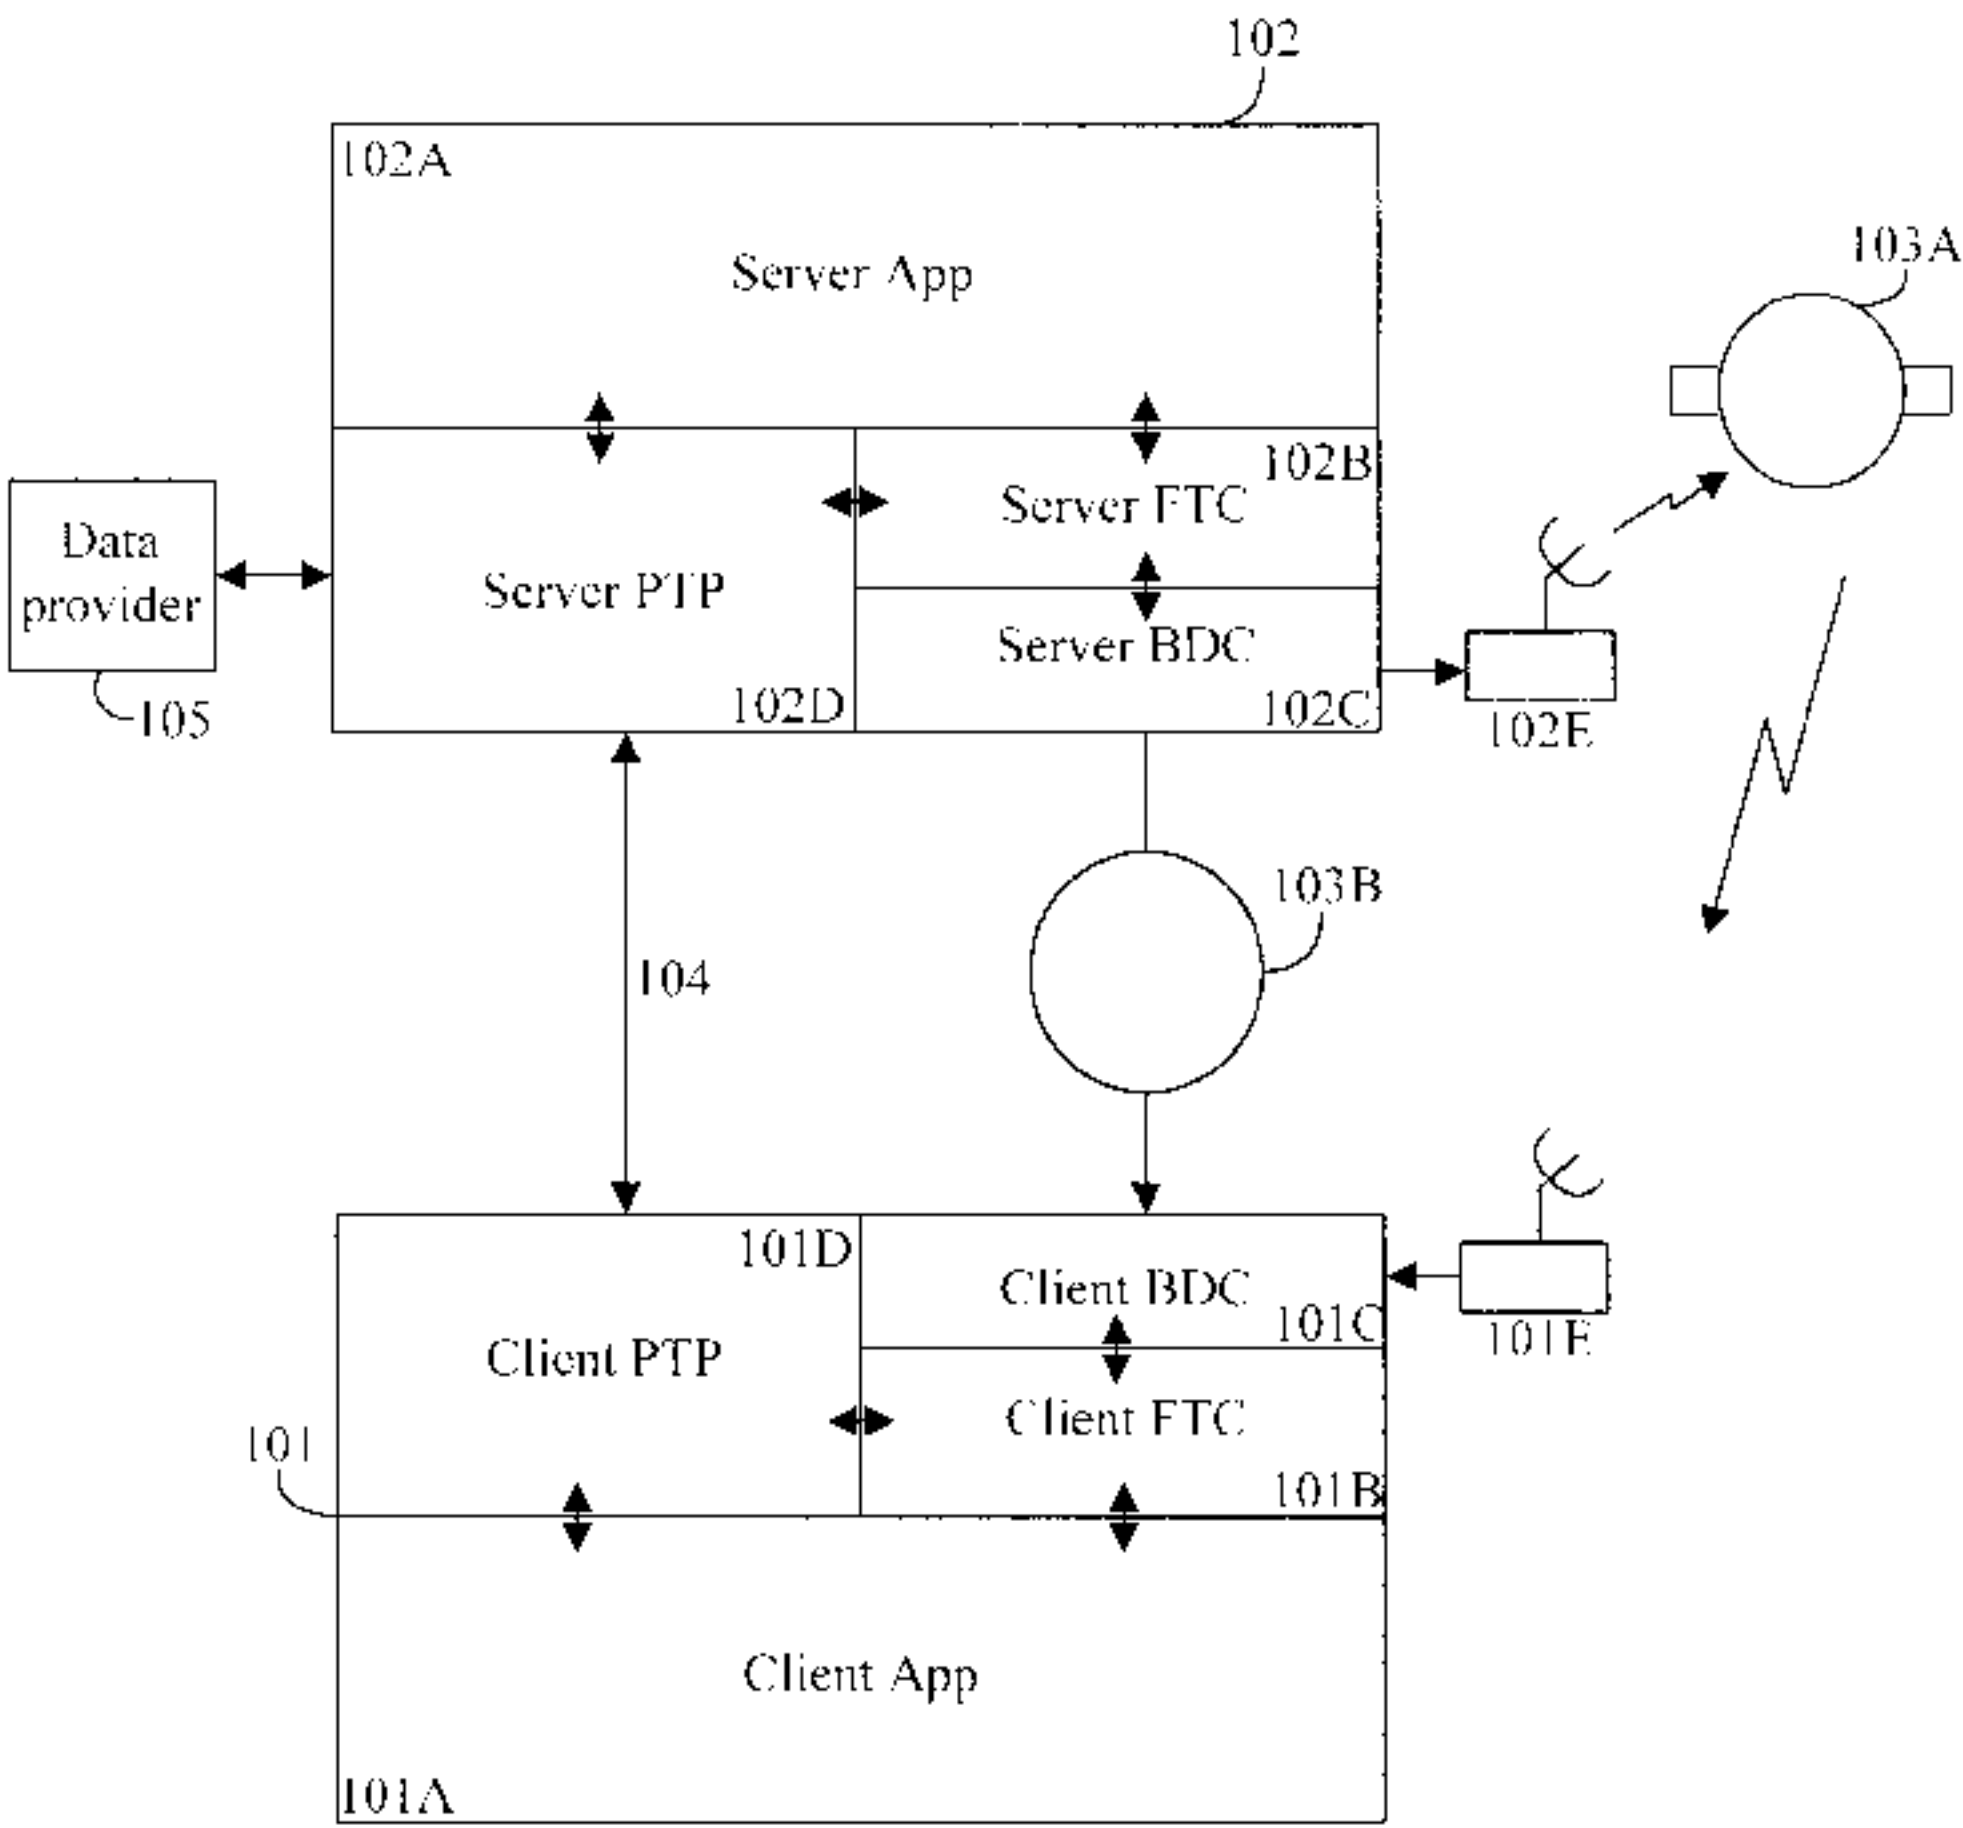 102
102A
Server App
103A
102B
Server FTC
Data
provider
Server PTP
Server BDC
102D
102C
105
102E
103B
104
101D
Client BDC
101C
101E
Client PTP
Client FTC
101
101B
Client App
101A